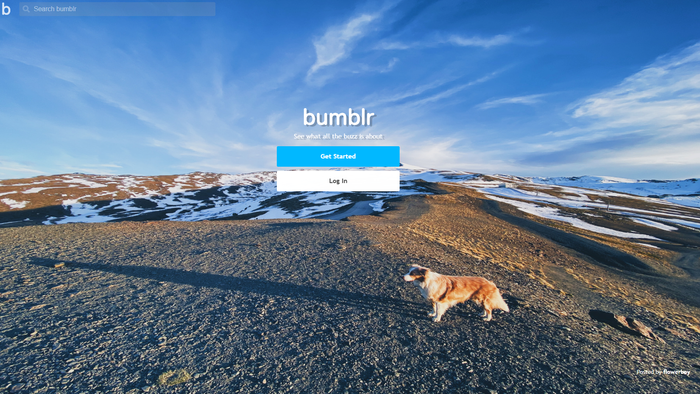 b
Search bumblr
bumblr
See what all the buzz is about
Get Started
Log In
Posted by flowerboy